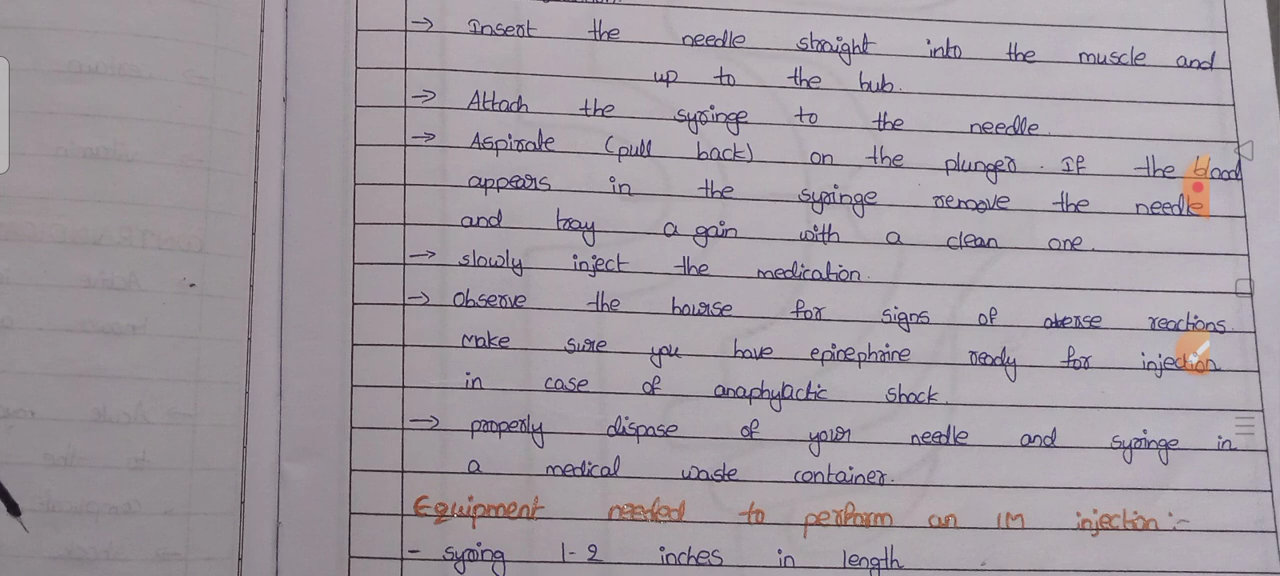 → Insert the needle straight into the muscle and
up to the hub.
→ Attach the syringe to the needle.
→ Aspirate (pull back) on the plunger. If the blood
appears in the syringe remove the needle
and tray a gain with a clean one.
→ slowly inject the medication.
→ observe the hourse for signs of aberse reactions.
Make sure you have epinephrine ready for injection
in case of anaphylactic shock.
→ properly dispase of your needle and syringe in
a medical waste container.
Equipment needed to perform an IM injection:-
- syring 1-2 inches in length